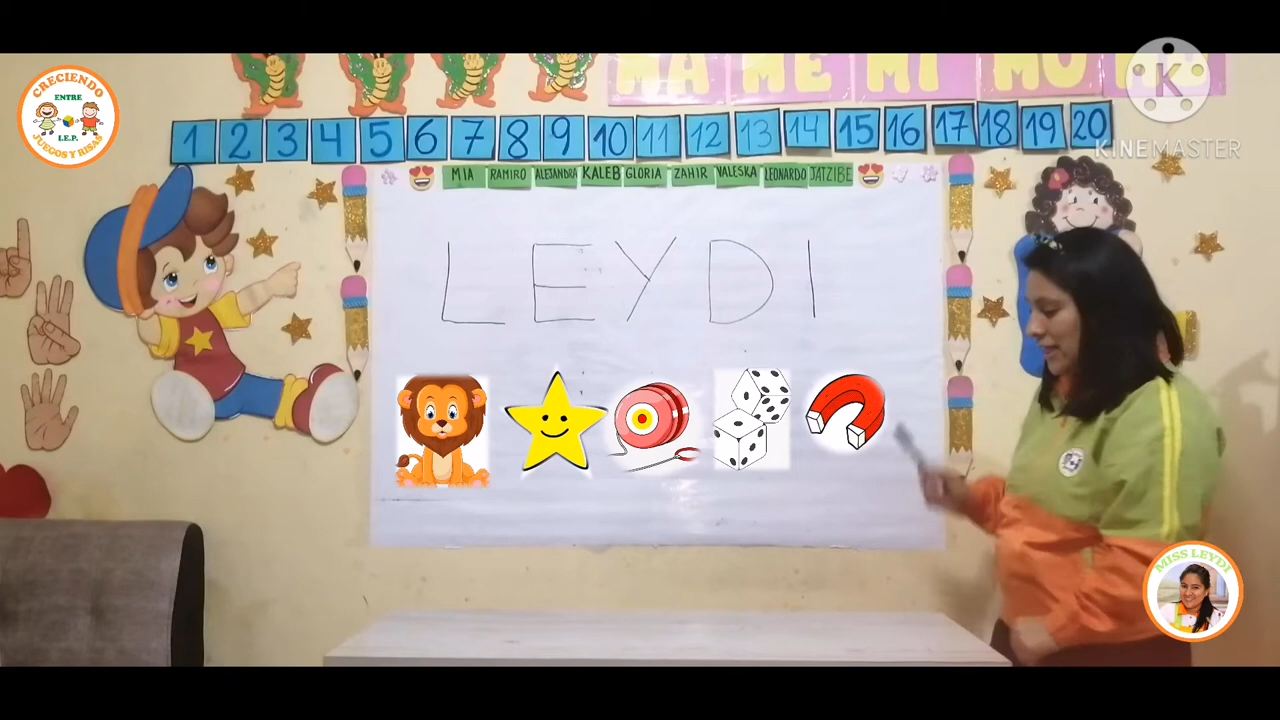 CRECIENDO
ENTRE
I.E.P.
JUEGOS Y RISAS
MA ME MI MO
K
KINEMASTER
1 2 3 4 5 6 7 8 9 10 11 12 13 14 15 16 17 18 19 20
MIA RAMIRO ALEJANDRA KALEB GLORIA ZAHIR VALESKA LEONARDO JATZIBE
LEYDI
MISS LEYDI